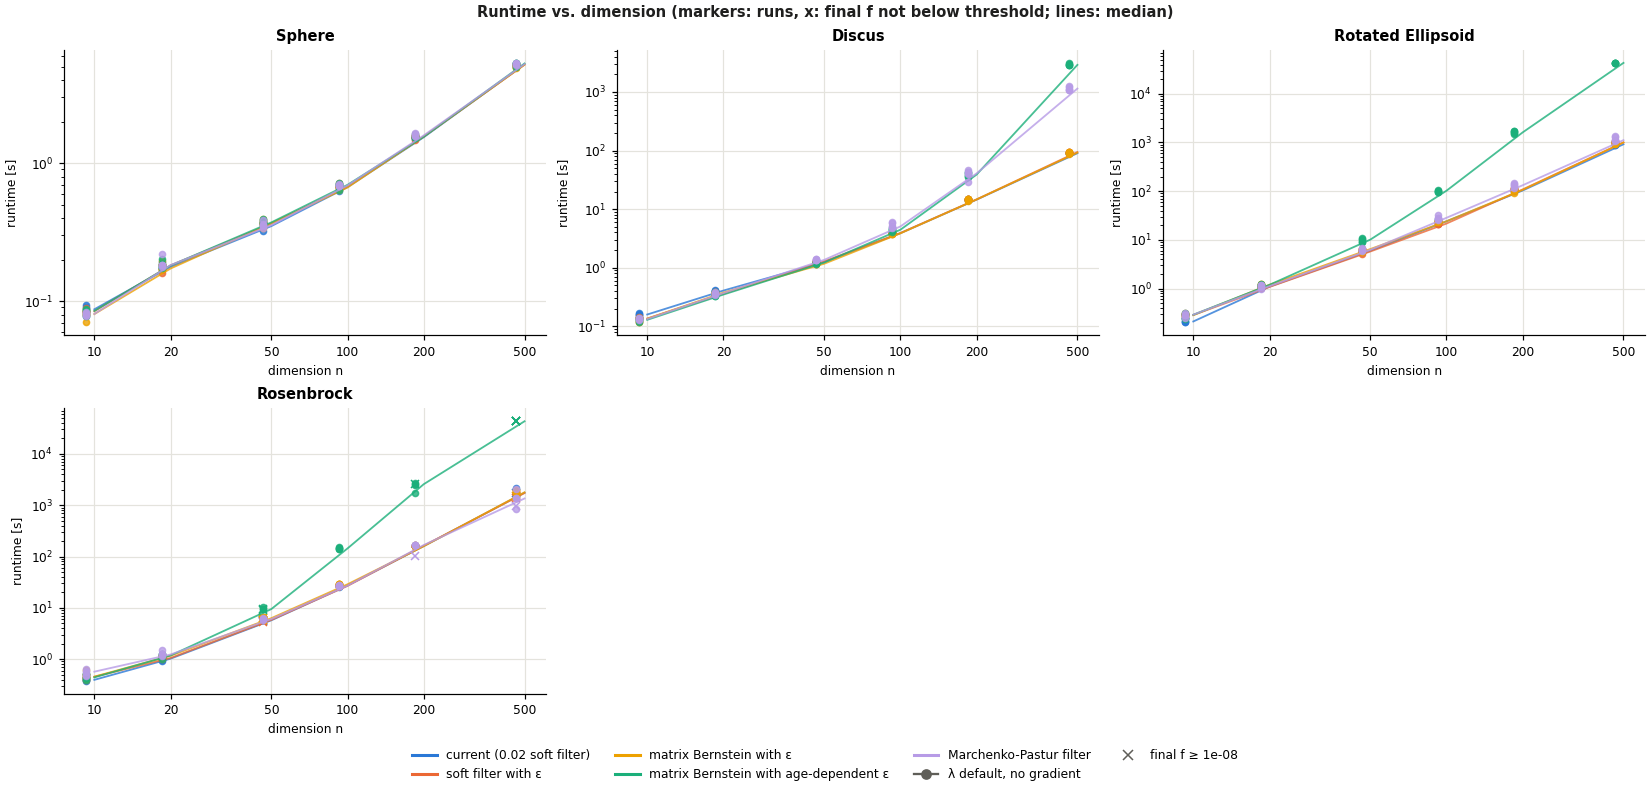 Runtime vs. dimension (markers: runs, x: final f not below threshold; lines: median)
Sphere
runtime [s]
10⁰
10⁻¹
10 20 50 100 200 500
dimension n
Discus
runtime [s]
10³
10²
10¹
10⁰
10⁻¹
10 20 50 100 200 500
dimension n
Rotated Ellipsoid
runtime [s]
10⁴
10³
10²
10¹
10⁰
10 20 50 100 200 500
dimension n
Rosenbrock
runtime [s]
10⁴
10³
10²
10¹
10⁰
10 20 50 100 200 500
dimension n
current (0.02 soft filter)
soft filter with ε
matrix Bernstein with ε
matrix Bernstein with age-dependent ε
Marchenko-Pastur filter
λ default, no gradient
final f ≥ 1e-08